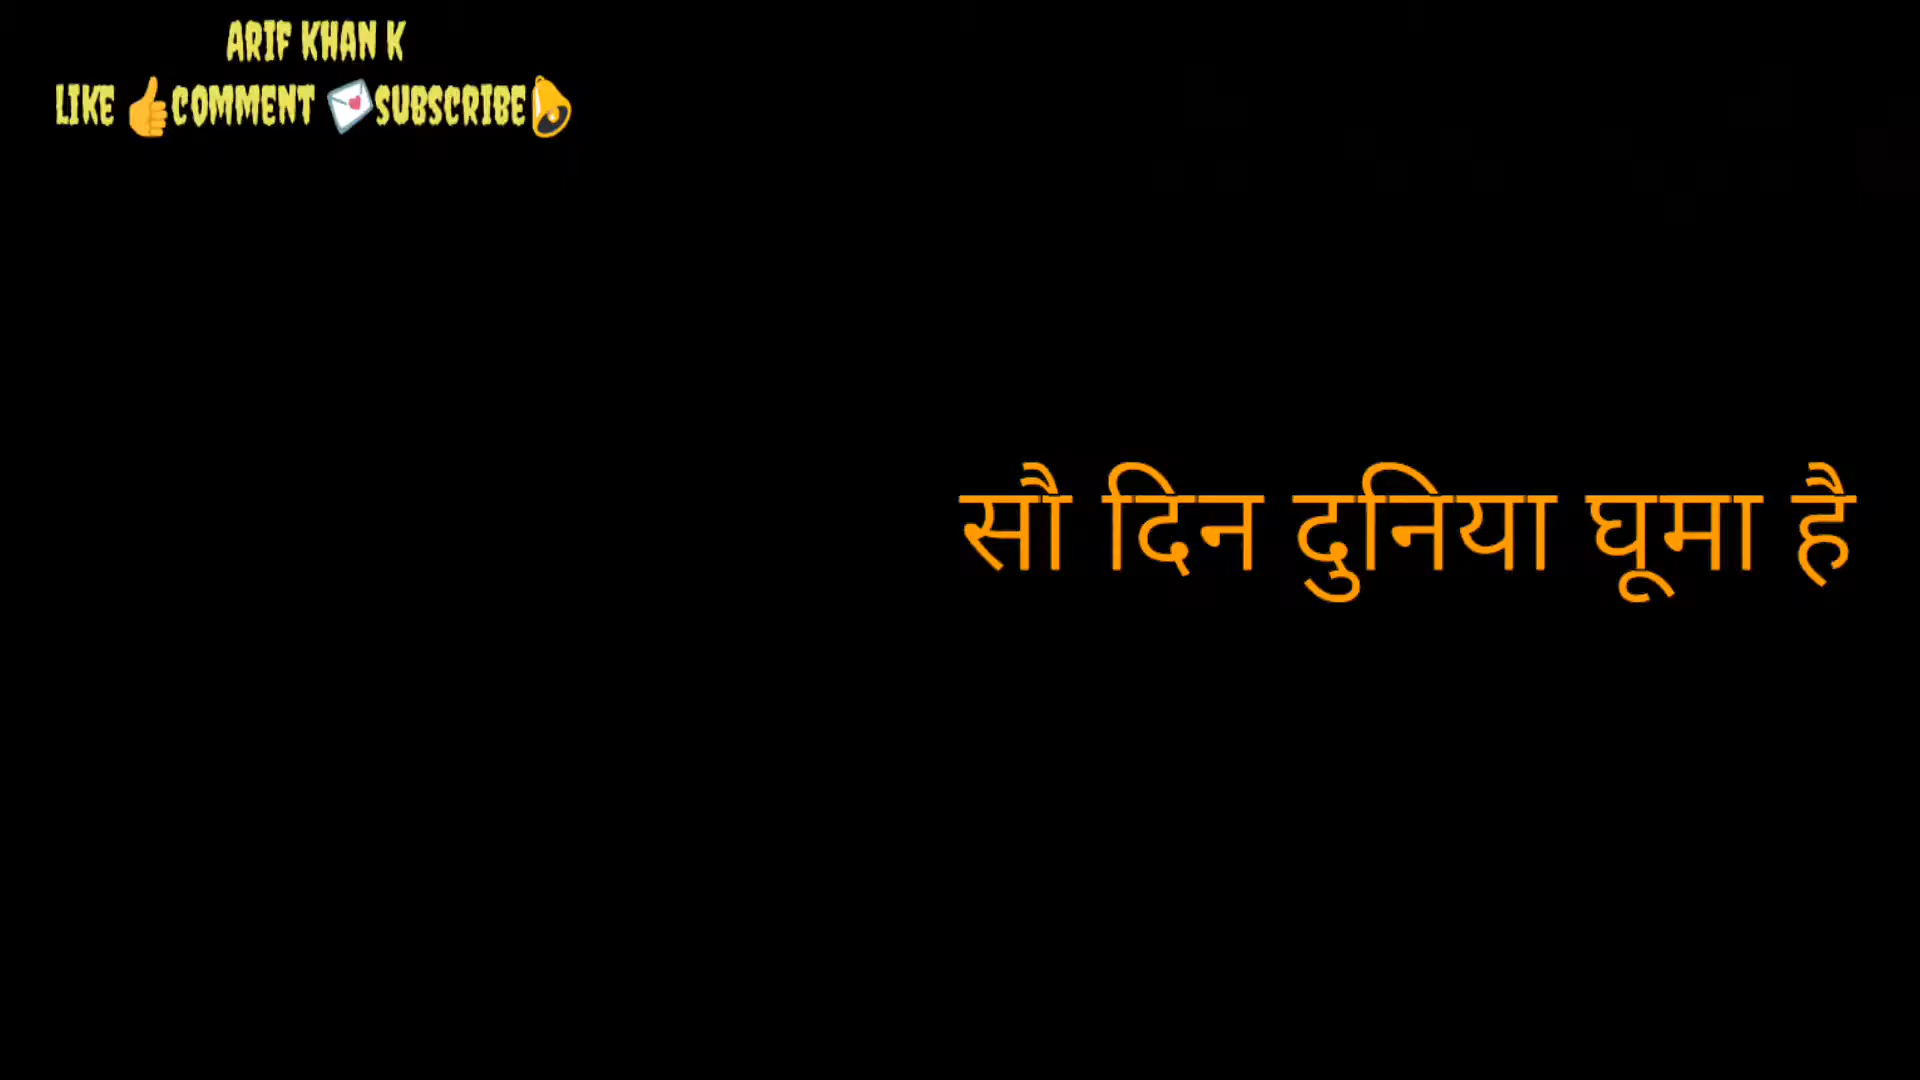 ARIF KHAN K
LIKE 👍COMMENT 💌SUBSCRIBE🔔
सौ दिन दुनिया घूमा है